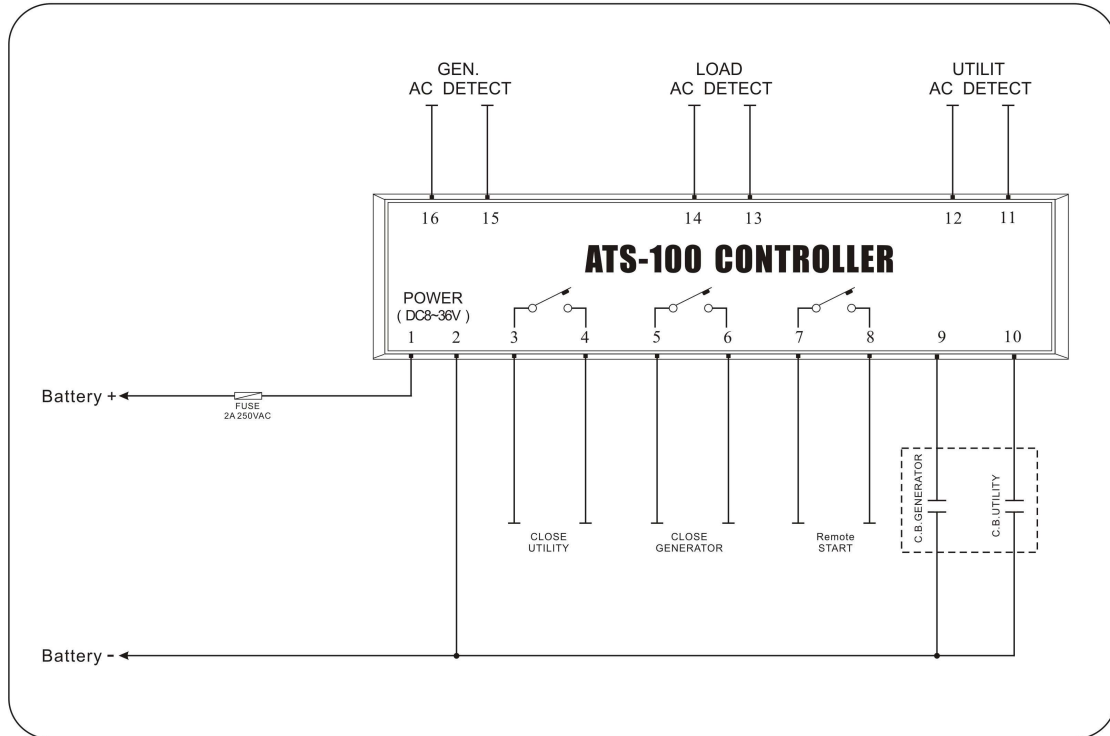 GEN.
AC DETECT
LOAD
AC DETECT
UTILIT
AC DETECT
16 15 14 13 12 11
ATS-100 CONTROLLER
POWER
( DC8~36V )
1 2 3 4 5 6 7 8 9 10
Battery +
FUSE
2A 250VAC
CLOSE
UTILITY
CLOSE
GENERATOR
Remote
START
C.B.GENERATOR
C.B.UTILITY
Battery -